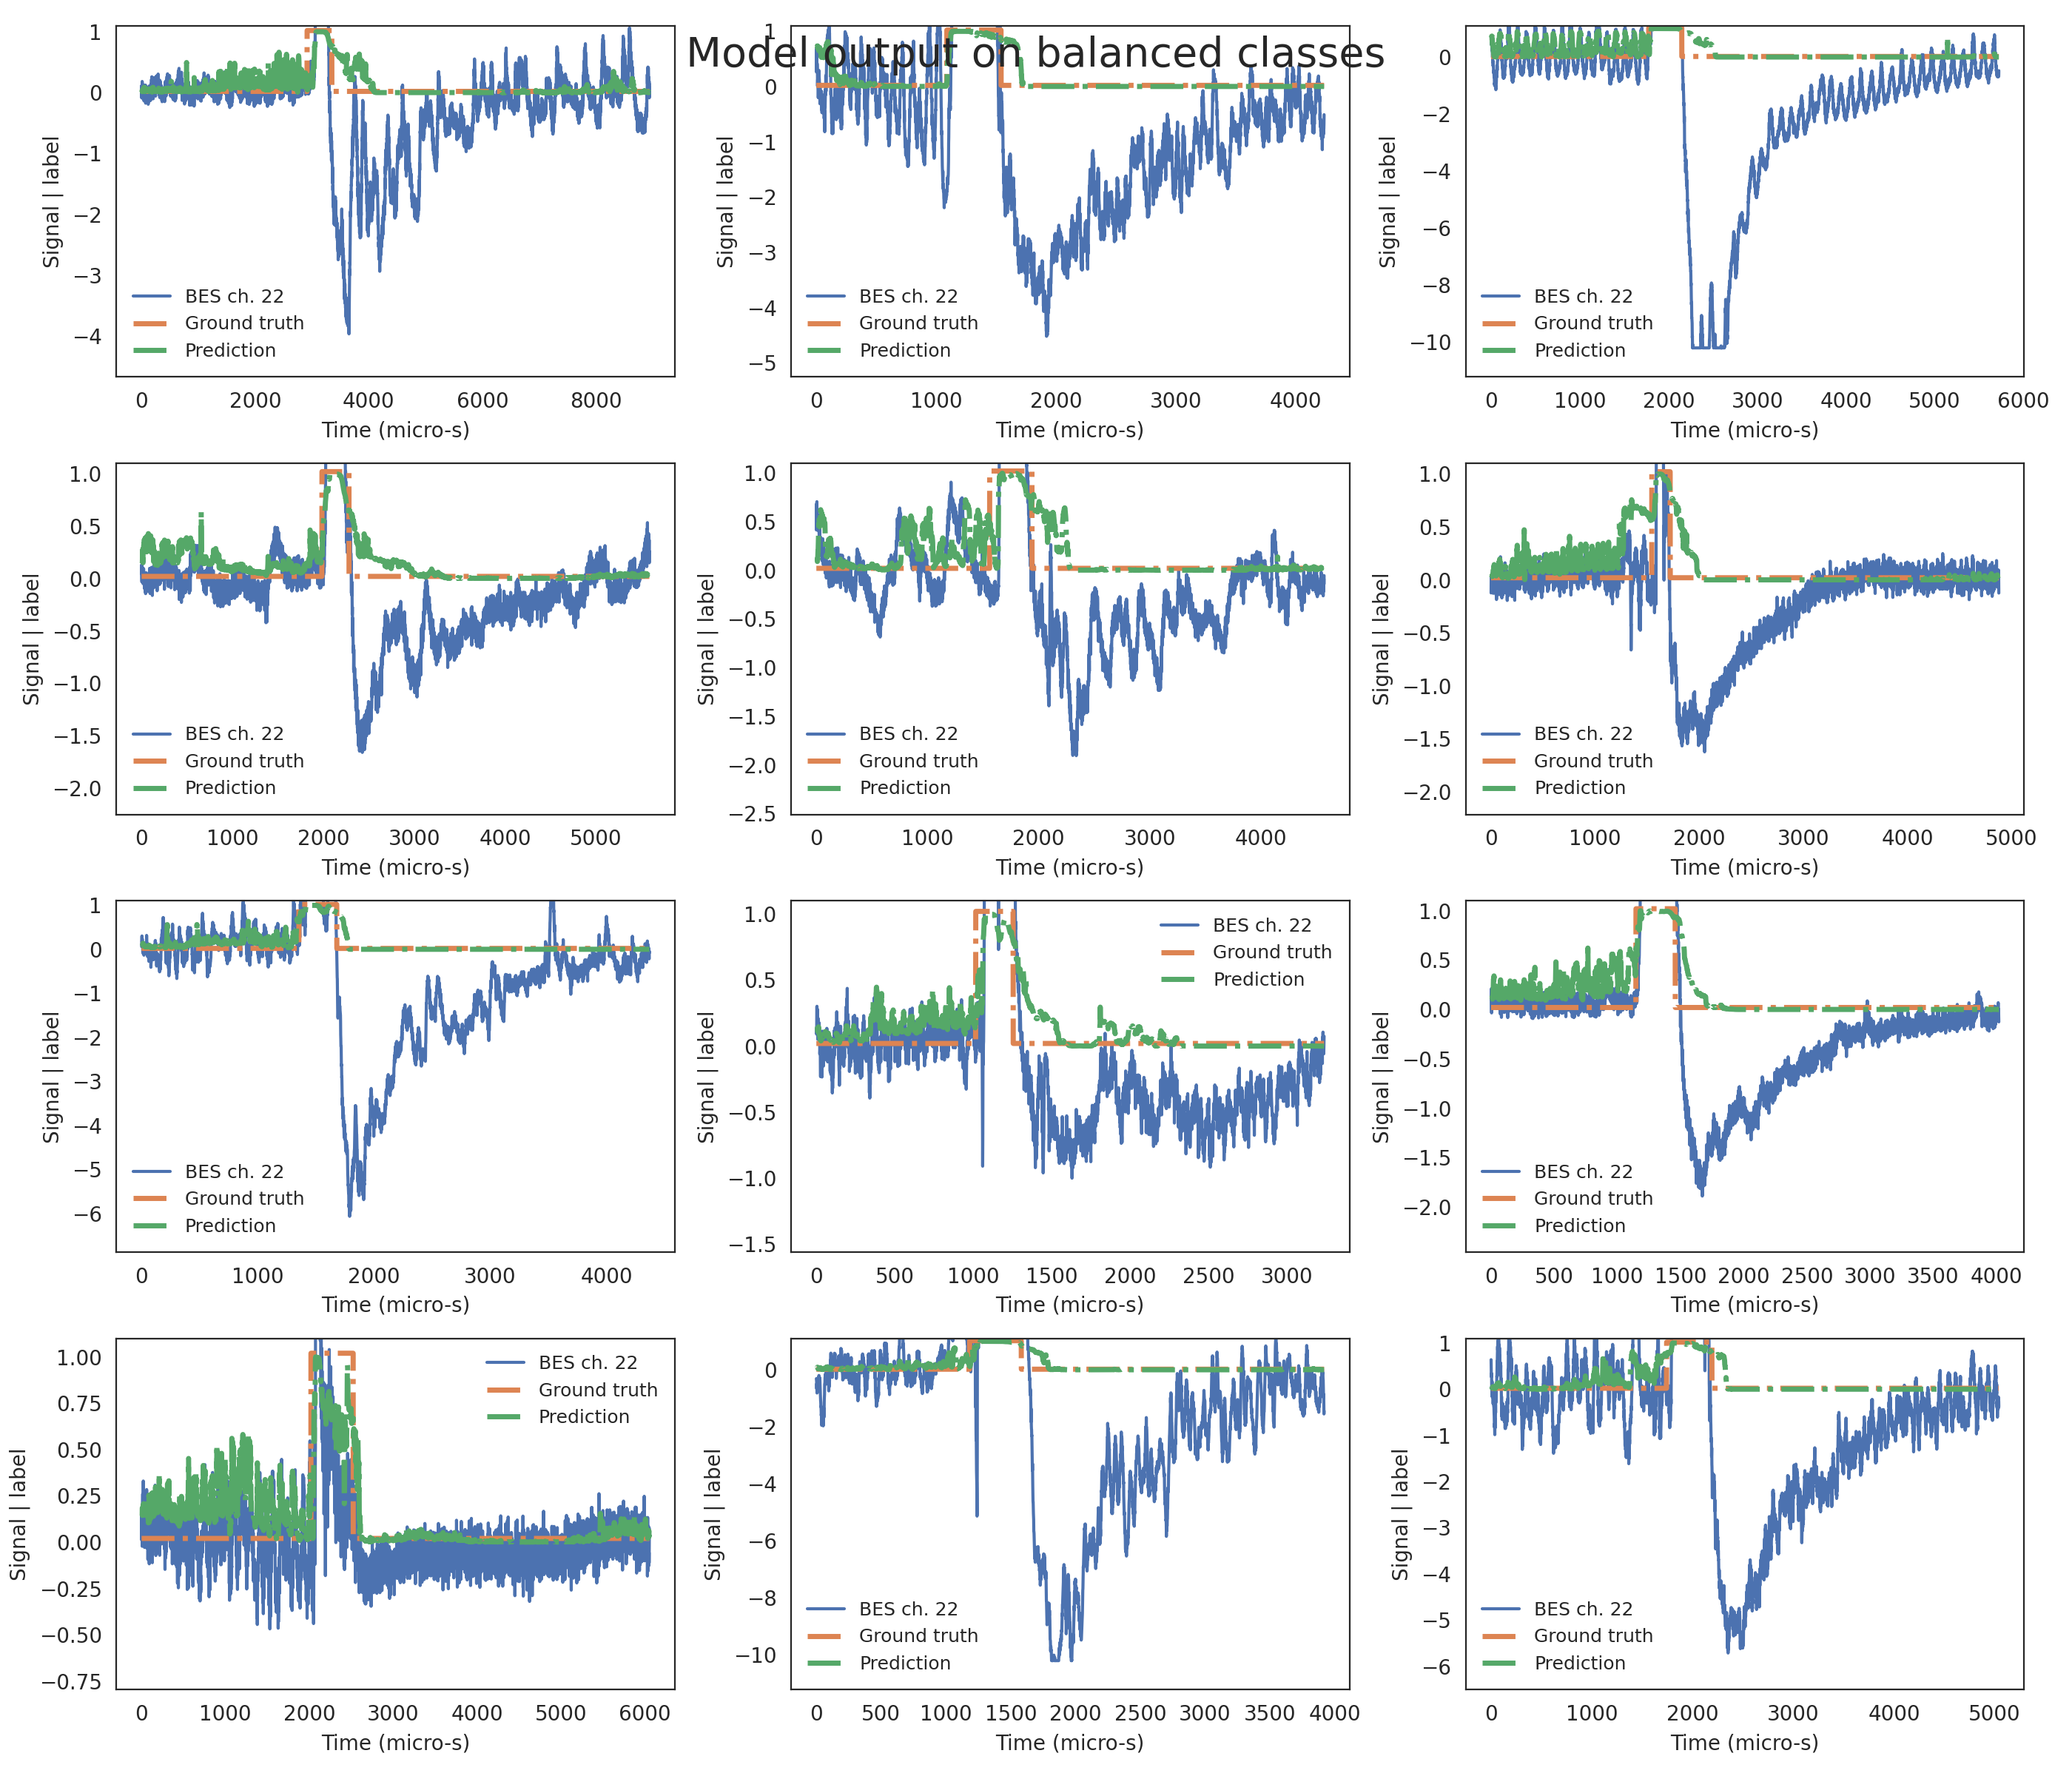 Model output on balanced classes
1
0
−1
−2
−3
−4
Signal | label
BES ch. 22
Ground truth
Prediction
0 2000 4000 6000 8000
Time (micro-s)
1
0
−1
−2
−3
−4
−5
Signal | label
BES ch. 22
Ground truth
Prediction
0 1000 2000 3000 4000
Time (micro-s)
0
−2
−4
−6
−8
−10
Signal | label
BES ch. 22
Ground truth
Prediction
0 1000 2000 3000 4000 5000 6000
Time (micro-s)
1.0
0.5
0.0
−0.5
−1.0
−1.5
−2.0
Signal | label
BES ch. 22
Ground truth
Prediction
0 1000 2000 3000 4000 5000
Time (micro-s)
1.0
0.5
0.0
−0.5
−1.0
−1.5
−2.0
−2.5
Signal | label
BES ch. 22
Ground truth
Prediction
0 1000 2000 3000 4000
Time (micro-s)
1.0
0.5
0.0
−0.5
−1.0
−1.5
−2.0
Signal | label
BES ch. 22
Ground truth
Prediction
0 1000 2000 3000 4000 5000
Time (micro-s)
1
0
−1
−2
−3
−4
−5
−6
Signal | label
BES ch. 22
Ground truth
Prediction
0 1000 2000 3000 4000
Time (micro-s)
1.0
0.5
0.0
−0.5
−1.0
−1.5
Signal | label
BES ch. 22
Ground truth
Prediction
0 500 1000 1500 2000 2500 3000
Time (micro-s)
1.0
0.5
0.0
−0.5
−1.0
−1.5
−2.0
Signal | label
BES ch. 22
Ground truth
Prediction
0 500 1000 1500 2000 2500 3000 3500 4000
Time (micro-s)
1.00
0.75
0.50
0.25
0.00
−0.25
−0.50
−0.75
Signal | label
BES ch. 22
Ground truth
Prediction
0 1000 2000 3000 4000 5000 6000
Time (micro-s)
0
−2
−4
−6
−8
−10
Signal | label
BES ch. 22
Ground truth
Prediction
0 500 1000 1500 2000 2500 3000 3500 4000
Time (micro-s)
1
0
−1
−2
−3
−4
−5
−6
Signal | label
BES ch. 22
Ground truth
Prediction
0 1000 2000 3000 4000 5000
Time (micro-s)